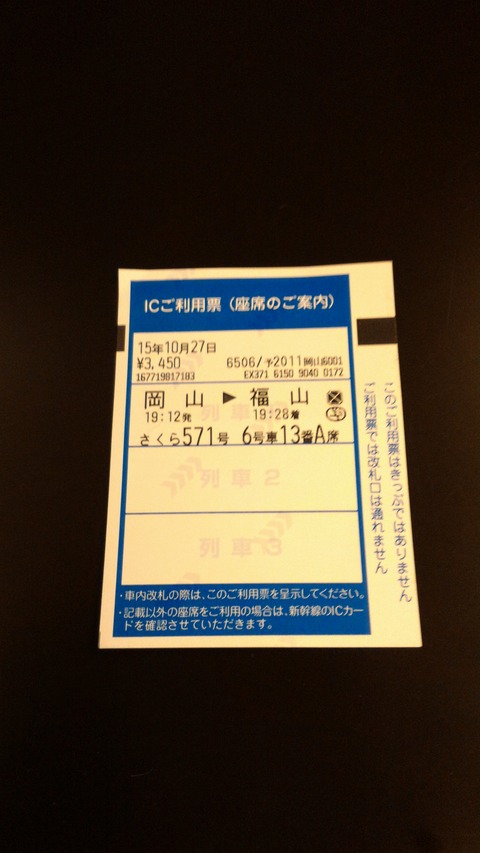 ICご利用票（座席のご案内）
15年10月27日
¥3,450 6506/予2011(岡山)6001
167719817183 EX371 6150 9040 0172
岡山▶福山
19:12発 19:28着
さくら571号 6号車13番A席
列車2
列車3
・車内改札の際は、このご利用票を呈示してください。
・記載以外の座席をご利用の場合は、新幹線のICカー
ドを確認させていただきます。
このご利用票はきっぷではありません
ご利用票では改札口は通れません